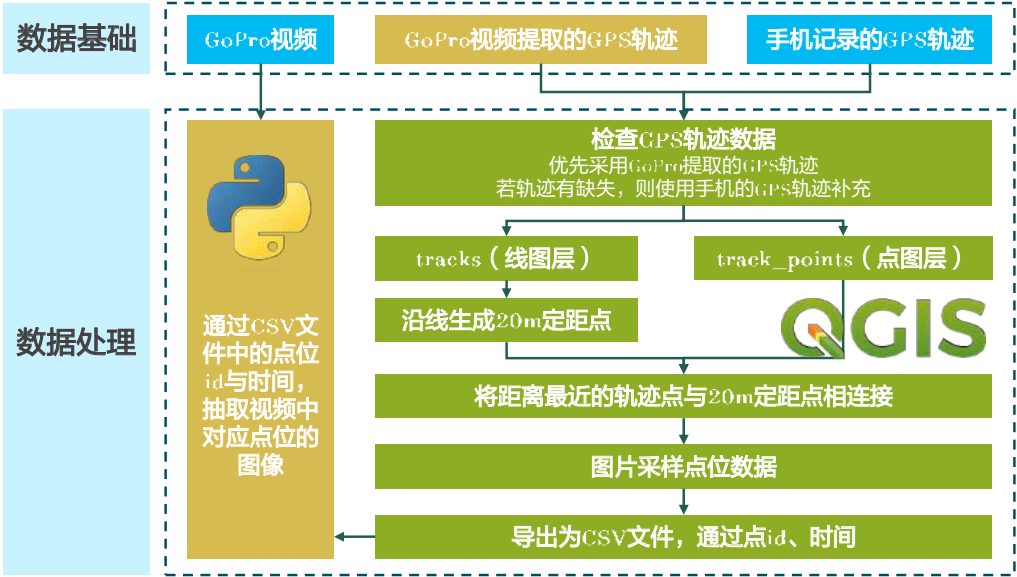 数据基础
GoPro视频
GoPro视频提取的GPS轨迹
手机记录的GPS轨迹
数据处理
通过CSV文
件中的点位
id与时间，
抽取视频中
对应点位的
图像
检查GPS轨迹数据
优先采用GoPro提取的GPS轨迹
若轨迹有缺失，则使用手机的GPS轨迹补充
tracks（线图层）
track_points（点图层）
沿线生成20m定距点
QGIS
将距离最近的轨迹点与20m定距点相连接
图片采样点位数据
导出为CSV文件，通过点id、时间